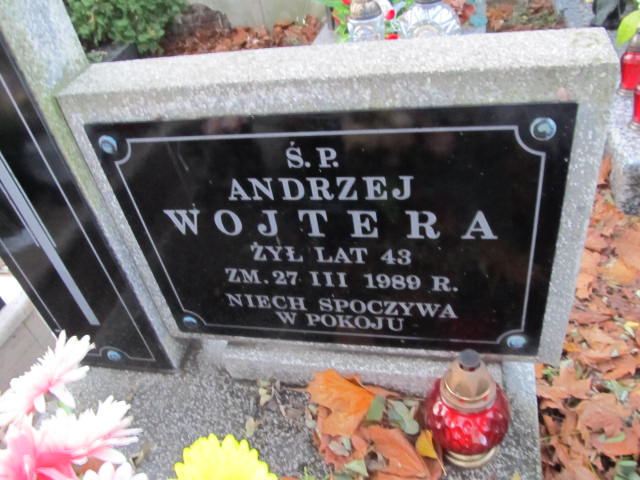 Ś. P.
ANDRZEJ
WOJTERA
ŻYŁ LAT 43
ZM. 27 III 1989 R.
NIECH SPOCZYWA
W POKOJU